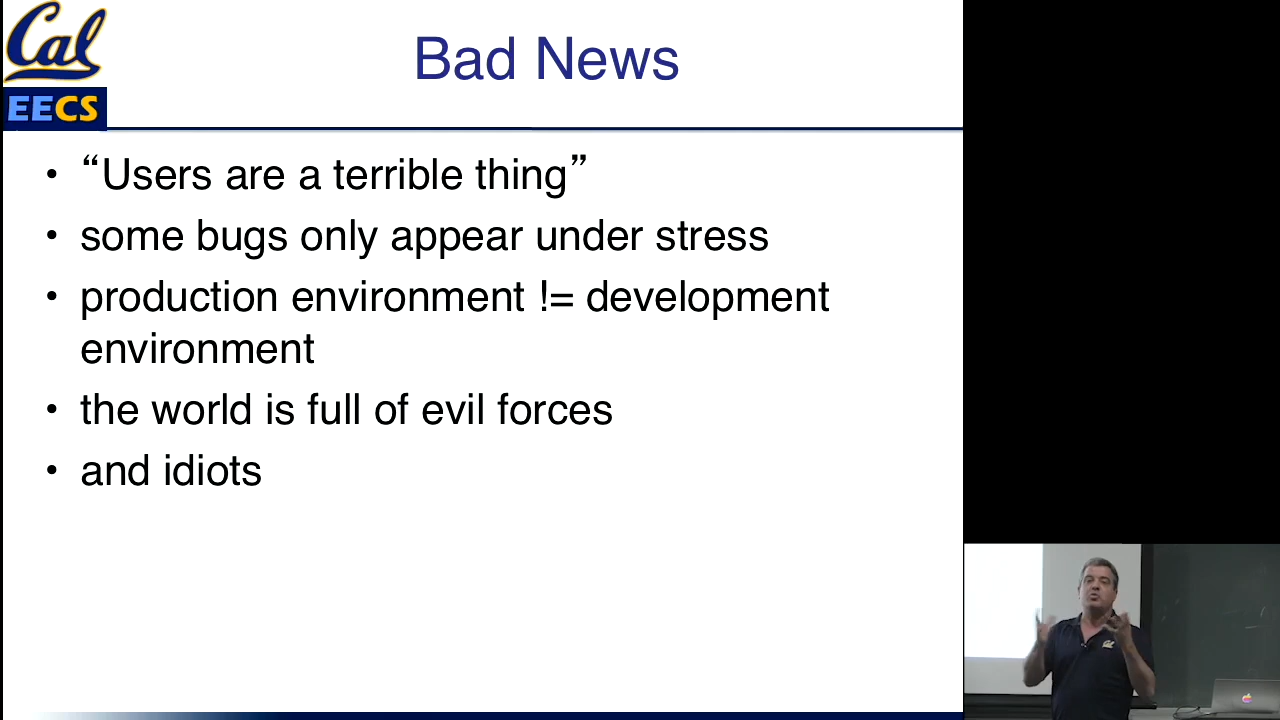 Cal
EECS
Bad News
• “Users are a terrible thing”
• some bugs only appear under stress
• production environment != development
environment
• the world is full of evil forces
• and idiots
Cal